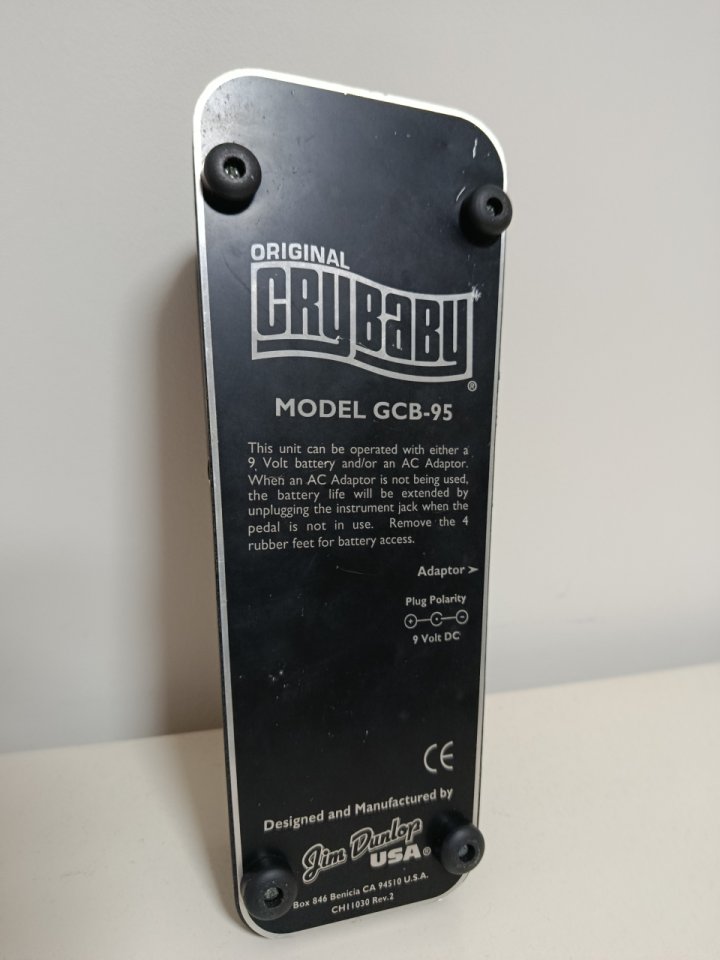 ORIGINAL
CRYBABY®
MODEL GCB-95
This unit can be operated with either a
9 Volt battery and/or an AC Adaptor.
When an AC Adaptor is not being used,
the battery life will be extended by
unplugging the instrument jack when the
pedal is not in use. Remove the 4
rubber feet for battery access.
Adaptor ➤
Plug Polarity
+ - 
9 Volt DC
CE
Designed and Manufactured by
Jim Dunlop
USA®
Box 846 Benicia CA 94510 U.S.A.
CH11030 Rev.2